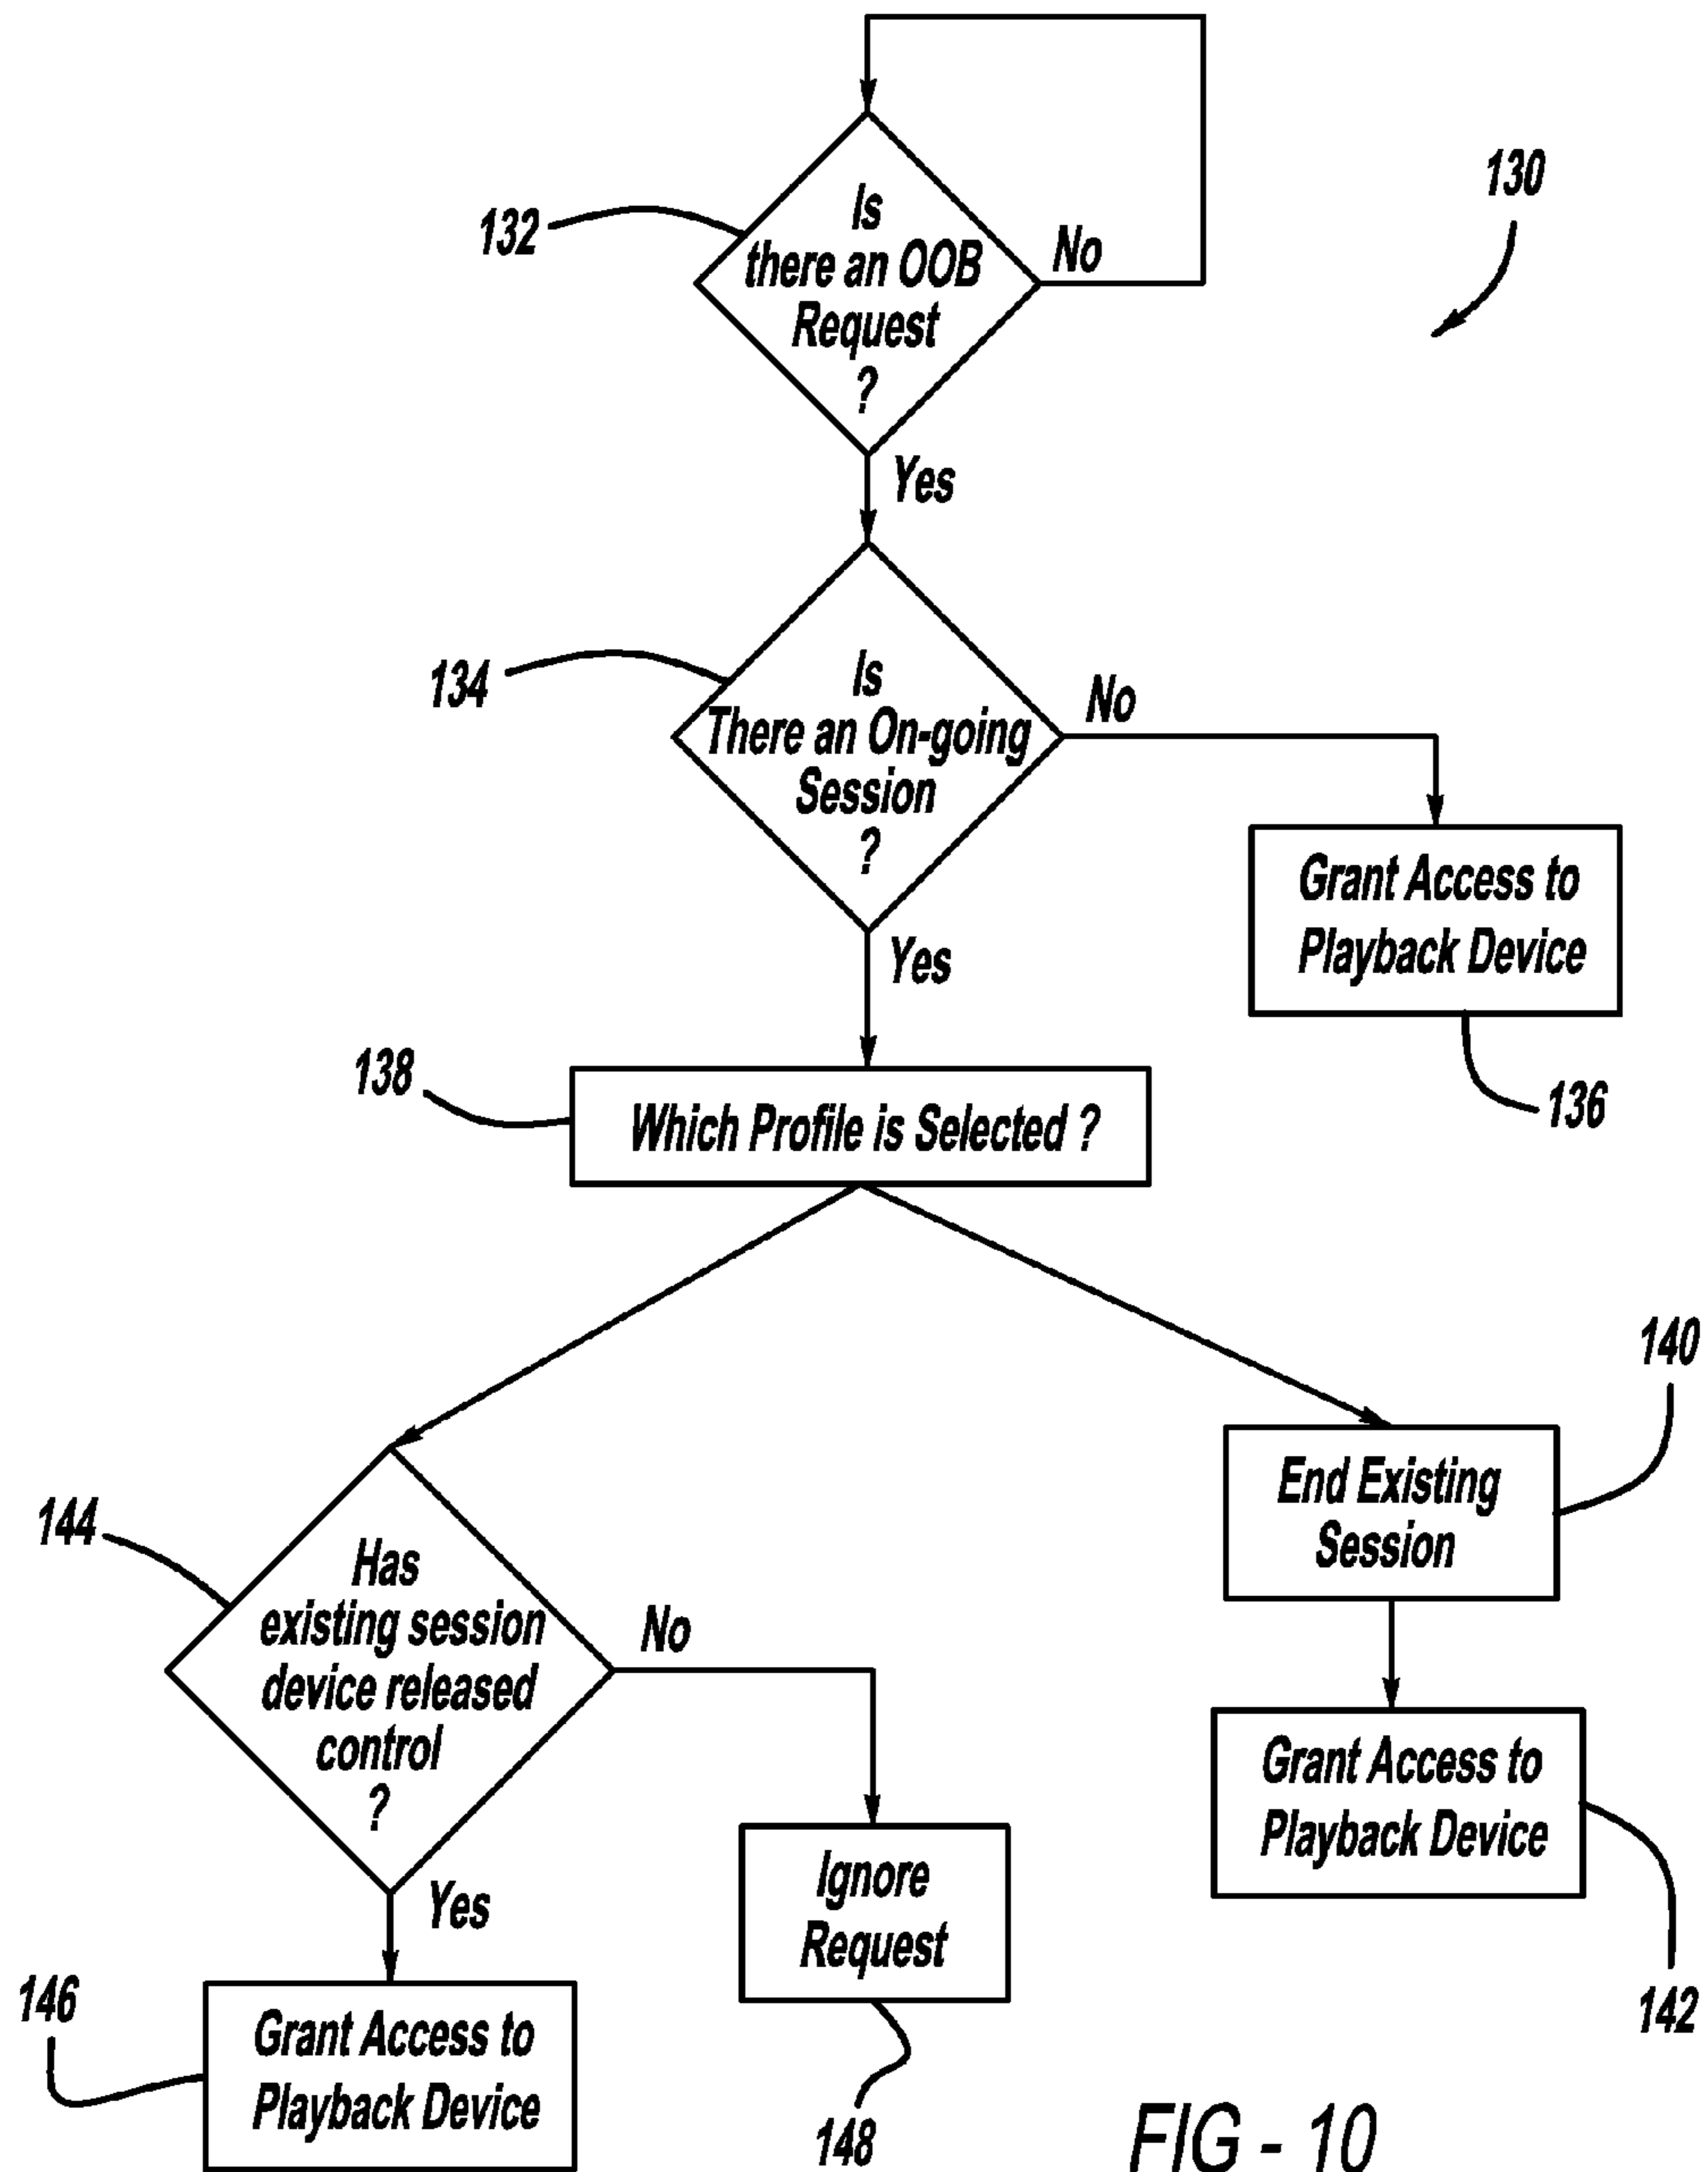 130
132
Is
there an OOB
Request
?
No
Yes
134
Is
There an On-going
Session
?
No
Yes
Grant Access to
Playback Device
136
138
Which Profile is Selected ?
140
End Existing
Session
144
Has
existing session
device released
control
?
No
Yes
Grant Access to
Playback Device
142
Ignore
Request
148
146
Grant Access to
Playback Device
FIG - 10